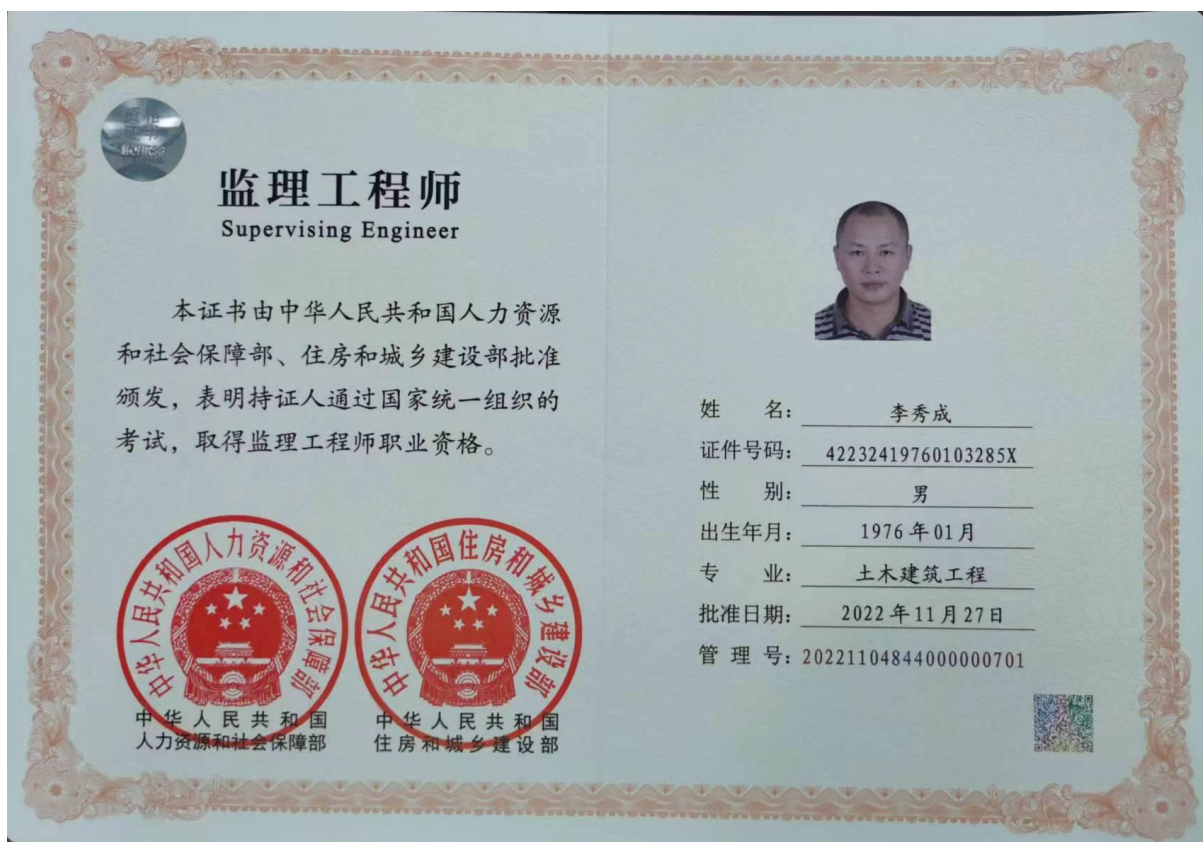 监理工程师
Supervising Engineer
本证书由中华人民共和国人力资源
和社会保障部、住房和城乡建设部批准
颁发，表明持证人通过国家统一组织的
考试，取得监理工程师职业资格。
中华人民共和国人力资源和社会保障部
中华人民共和国住房和城乡建设部
中华人民共和国
人力资源和社会保障部
中华人民共和国
住房和城乡建设部
姓 名： 李秀成
证件号码： 42232419760103285X
性 别： 男
出生年月： 1976年01月
专 业： 土木建筑工程
批准日期： 2022年11月27日
管 理 号： 20221104844000000701